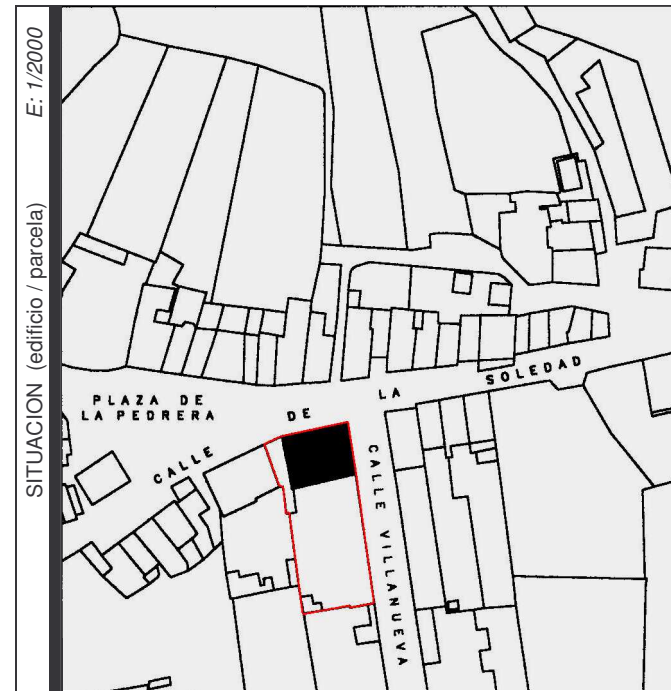 SITUACION (edificio / parcela) E: 1/2000
PLAZA DE
LA PEDRERA
CALLE DE LA SOLEDAD
CALLE VILLANUEVA